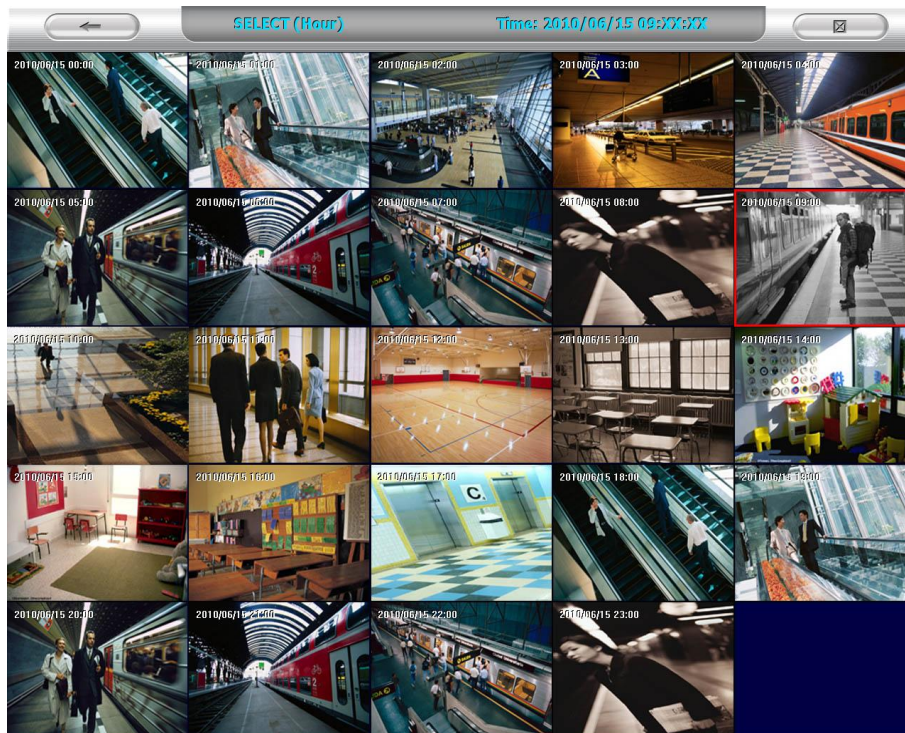 SELECT (Hour) Time: 2010/06/15 09:XX:XX
2010/06/15 00:00 2010/06/15 01:00 2010/06/15 02:00 2010/06/15 03:00 2010/06/15 04:00
A
2010/06/15 05:00 2010/06/15 06:00 2010/06/15 07:00 2010/06/15 08:00 2010/06/15 09:00
2
2010/06/15 10:00 2010/06/15 11:00 2010/06/15 12:00 2010/06/15 13:00 2010/06/15 14:00
2010/06/15 15:00 2010/06/15 16:00 2010/06/15 17:00 2010/06/15 18:00 2010/06/15 19:00
C
2010/06/15 20:00 2010/06/15 21:00 2010/06/15 22:00 2010/06/15 23:00
2